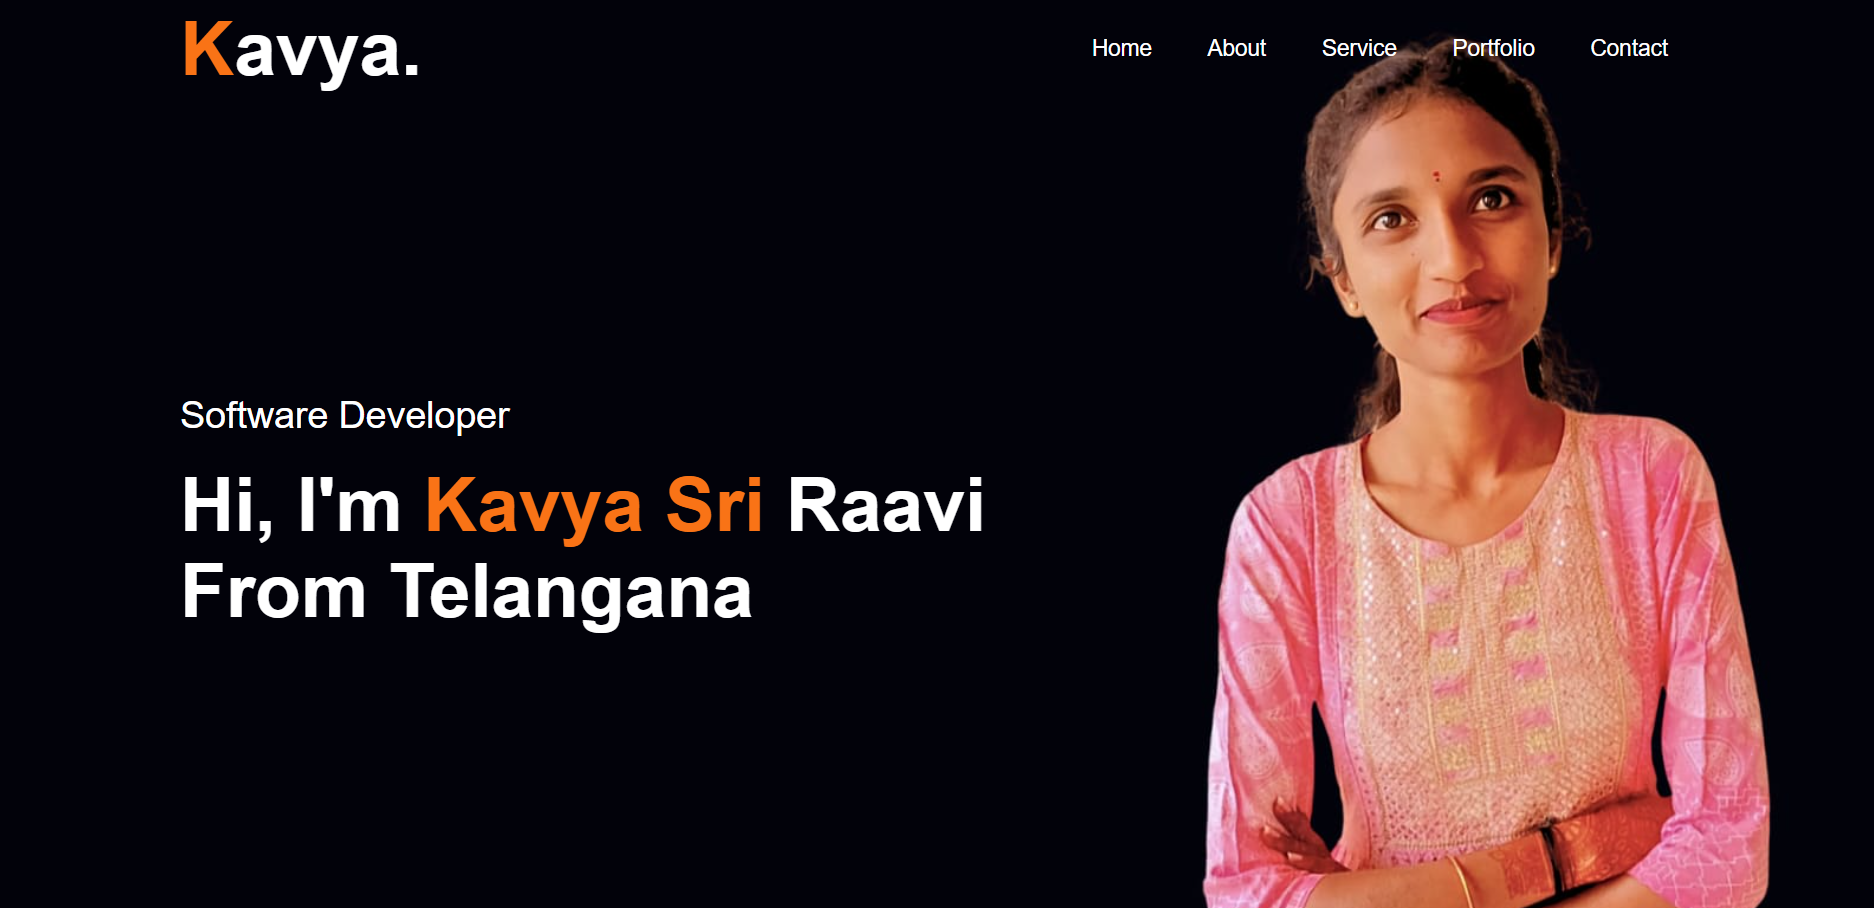 Kavya.
Home About Service Portfolio Contact
Software Developer
Hi, I'm Kavya Sri Raavi
From Telangana